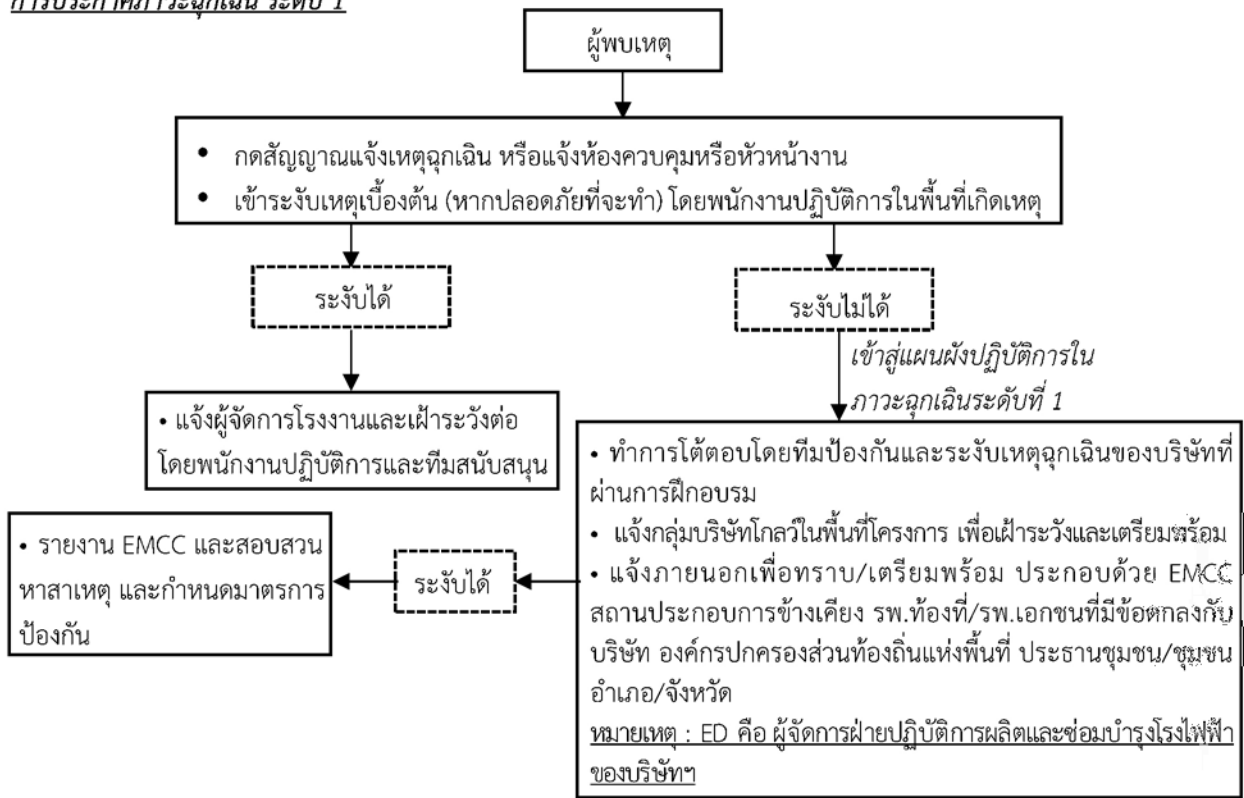 การประกาศภาวะฉุกเฉิน ระดับ 1
ผู้พบเหตุ
• กดสัญญาณแจ้งเหตุฉุกเฉิน หรือแจ้งห้องควบคุมหรือหัวหน้างาน
• เข้าระงับเหตุเบื้องต้น (หากปลอดภัยที่จะทำ) โดยพนักงานปฏิบัติการในพื้นที่เกิดเหตุ
ระงับได้
ระงับไม่ได้
เข้าสู่แผนผังปฏิบัติการใน
ภาวะฉุกเฉินระดับที่ 1
• แจ้งผู้จัดการโรงงานและเฝ้าระวังต่อ
โดยพนักงานปฏิบัติการและทีมสนับสนุน
• ทำการโต้ตอบโดยทีมป้องกันและระงับเหตุฉุกเฉินของบริษัทที่
ผ่านการฝึกอบรม
• แจ้งกลุ่มบริษัทโกลว์ในพื้นที่โครงการ เพื่อเฝ้าระวังและเตรียมพร้อม
• แจ้งภายนอกเพื่อทราบ/เตรียมพร้อม ประกอบด้วย EMCC
สถานประกอบการข้างเคียง รพ.ท้องที่/รพ.เอกชนที่มีข้อตกลงกับ
บริษัท องค์กรปกครองส่วนท้องถิ่นแห่งพื้นที่ ประธานชุมชน/ชุมชน
อำเภอ/จังหวัด
หมายเหตุ : ED คือ ผู้จัดการฝ่ายปฏิบัติการผลิตและซ่อมบำรุงโรงไฟฟ้า
ของบริษัทฯ
ระงับได้
• รายงาน EMCC และสอบสวน
หาสาเหตุ และกำหนดมาตรการ
ป้องกัน